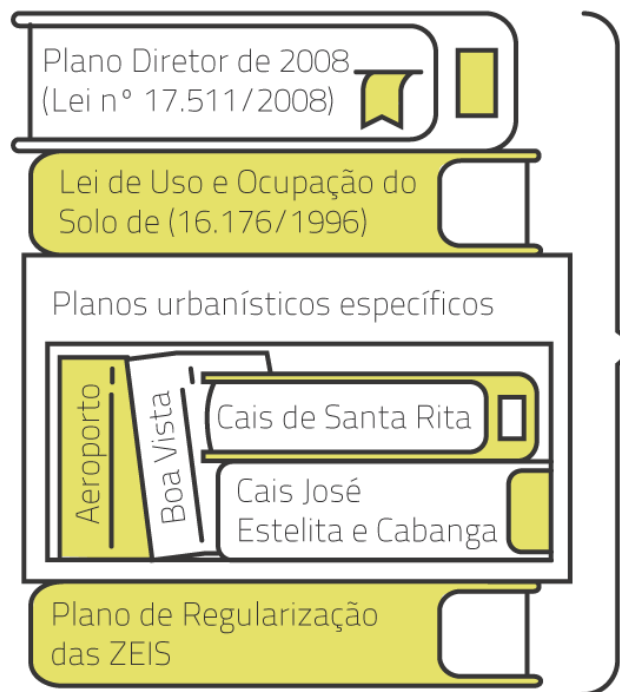 Plano Diretor de 2008
(Lei nº 17.511/2008)
Lei de Uso e Ocupação do
Solo de (16.176/1996)
Planos urbanísticos específicos
Aeroporto
Boa Vista
Cais de Santa Rita
Cais José
Estelita e Cabanga
Plano de Regularização
das ZEIS